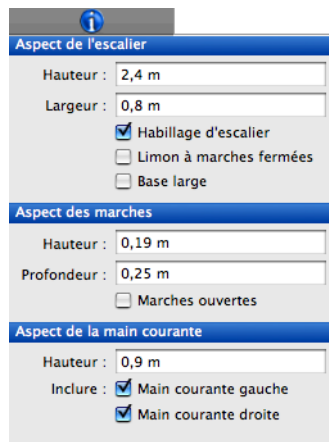 Aspect de l'escalier
Hauteur : 2,4 m
Largeur : 0,8 m
Habillage d'escalier
Limon à marches fermées
Base large
Aspect des marches
Hauteur : 0,19 m
Profondeur : 0,25 m
Marches ouvertes
Aspect de la main courante
Hauteur : 0,9 m
Inclure : Main courante gauche
Main courante droite